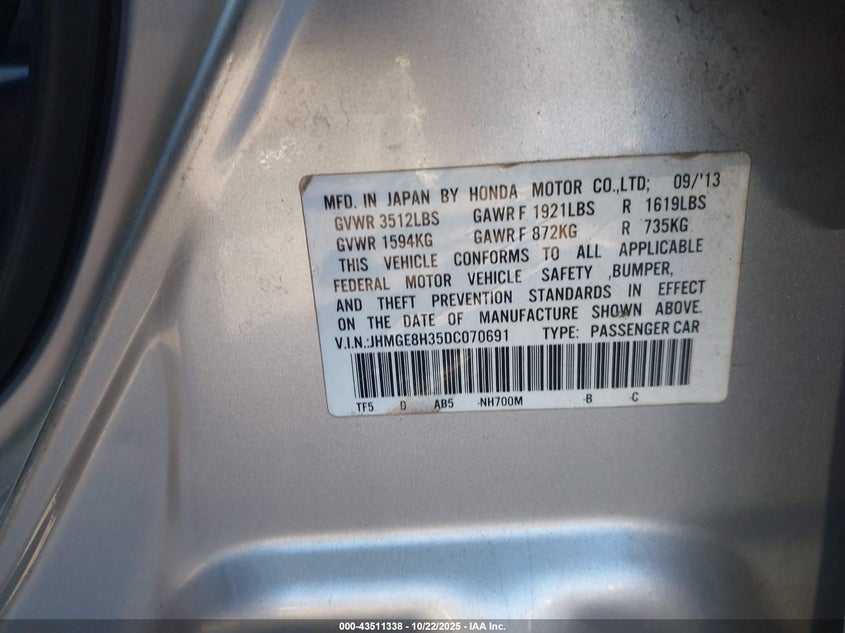 MFD. IN JAPAN BY HONDA MOTOR CO.,LTD; 09/'13
GVWR 3512LBS GAWR F 1921LBS R 1619LBS
GVWR 1594KG GAWR F 872KG R 735KG
THIS VEHICLE CONFORMS TO ALL APPLICABLE
FEDERAL MOTOR VEHICLE SAFETY ,BUMPER,
AND THEFT PREVENTION STANDARDS IN EFFECT
ON THE DATE OF MANUFACTURE SHOWN ABOVE.
V.I.N.:JHMGE8H35DC070691 TYPE: PASSENGER CAR
TF5 0 AB5 -NH700M -B -C
000-43511338 - 10/22/2025 - IAA Inc.